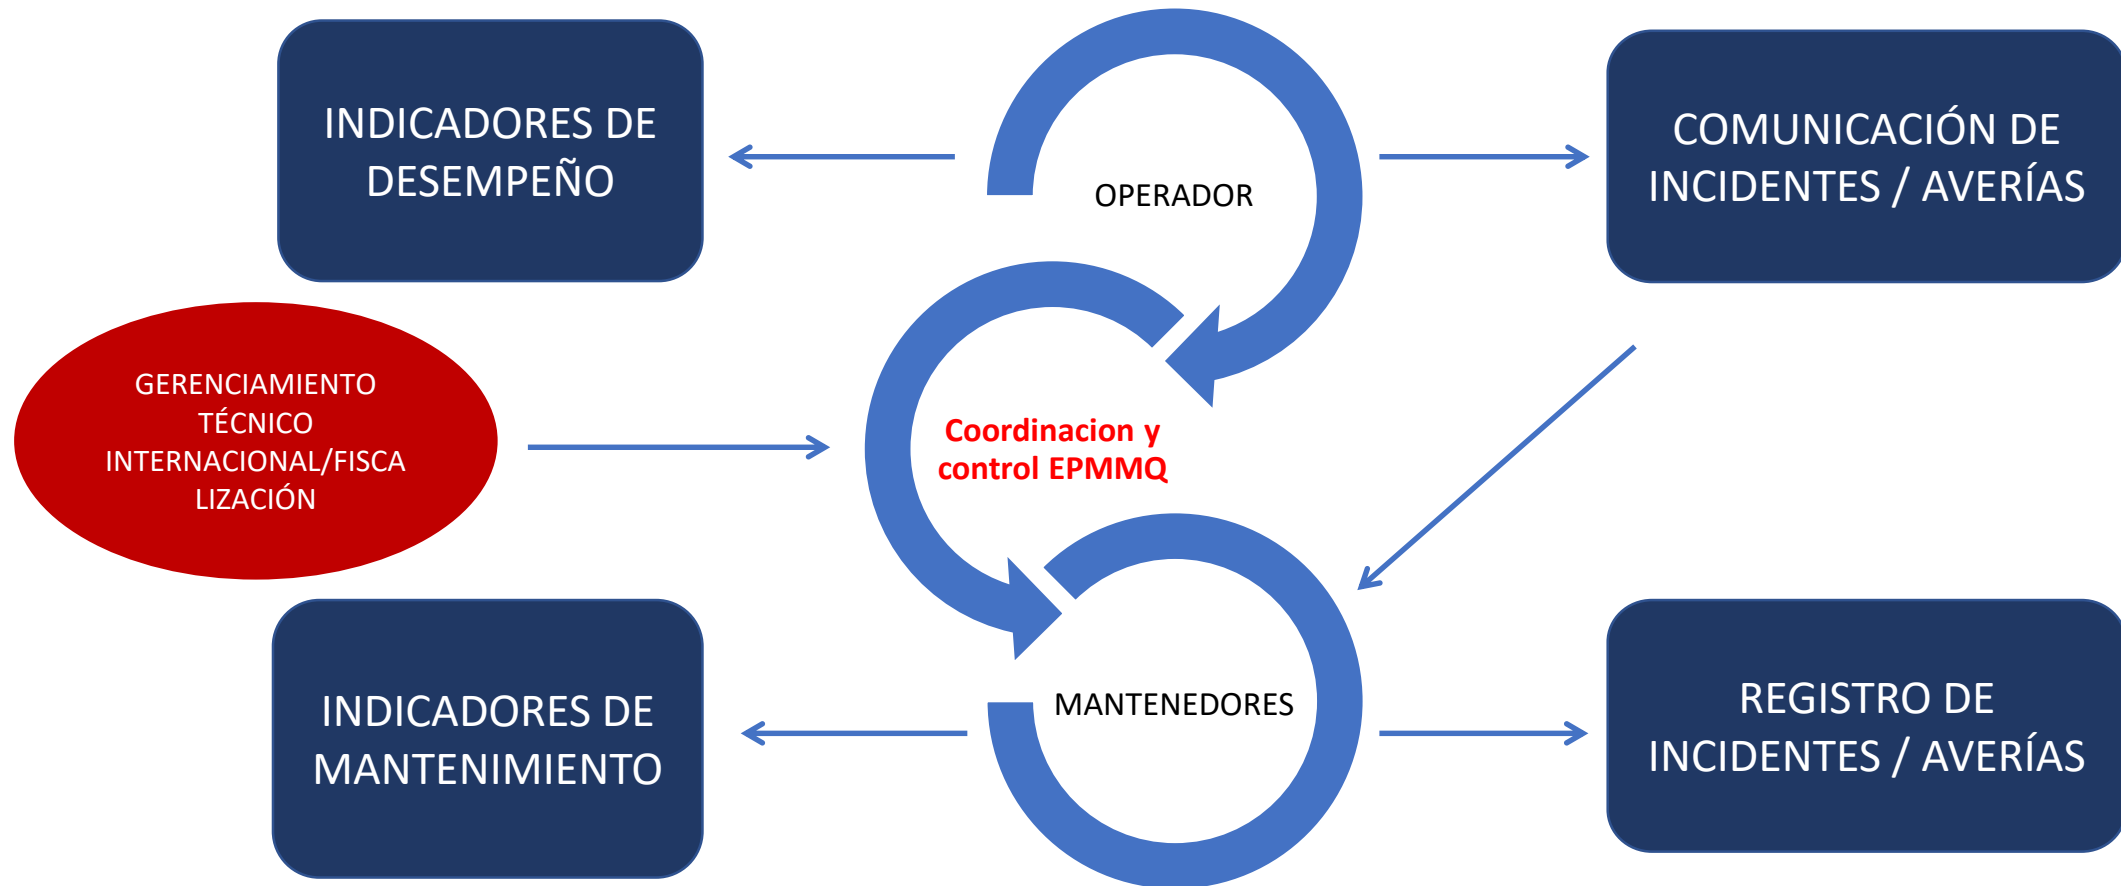 INDICADORES DE
DESEMPEÑO
OPERADOR
COMUNICACIÓN DE
INCIDENTES / AVERÍAS
GERENCIAMIENTO
TÉCNICO
INTERNACIONAL/FISCA
LIZACIÓN
Coordinacion y
control EPMMQ
INDICADORES DE
MANTENIMIENTO
MANTENEDORES
REGISTRO DE
INCIDENTES / AVERÍAS